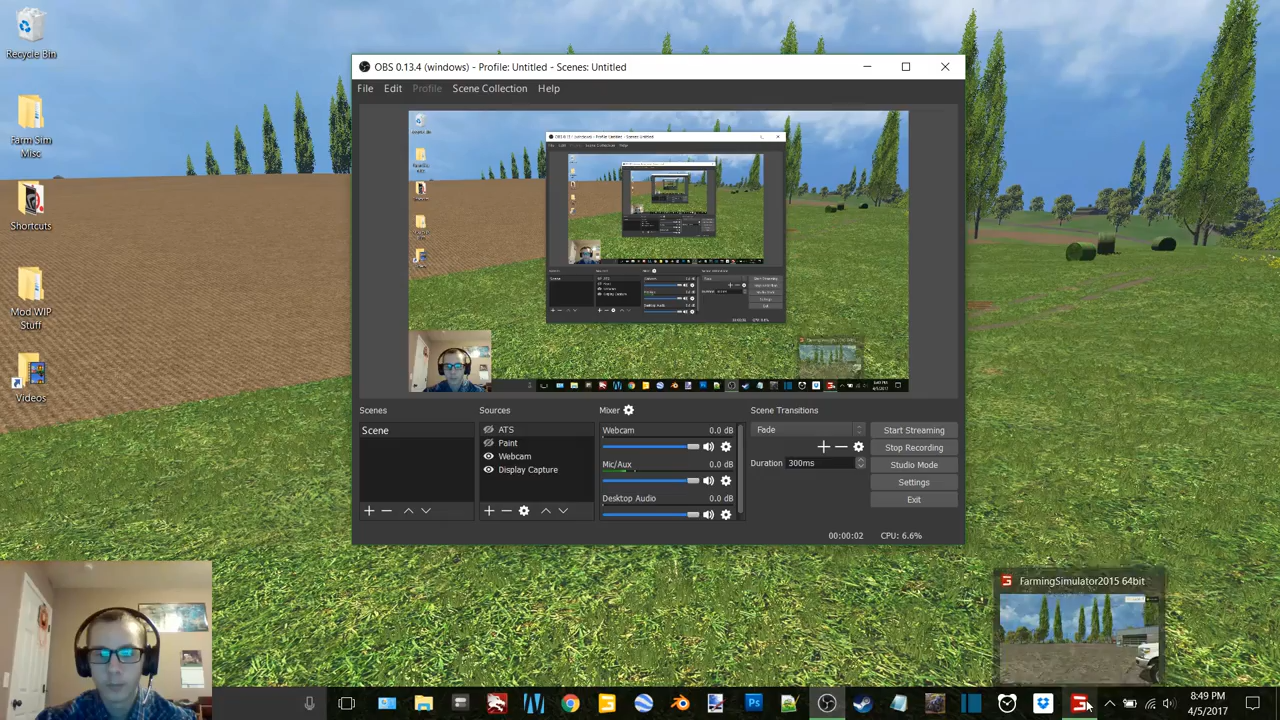 Recycle Bin
Farm Sim
Misc
Shortcuts
Mod WIP
Stuff
Videos
OBS 0.13.4 (windows) - Profile: Untitled - Scenes: Untitled
File Edit Profile Scene Collection Help
Scenes
Scene
Sources
ATS
Paint
Webcam
Display Capture
Mixer
Webcam 0.0 dB
Mic/Aux 0.0 dB
Desktop Audio 0.0 dB
Scene Transitions
Fade
Duration 300ms
Start Streaming
Stop Recording
Studio Mode
Settings
Exit
00:00:02 CPU: 6.6%
FarmingSimulator2015 64bit
Ps
8:49 PM
4/5/2017